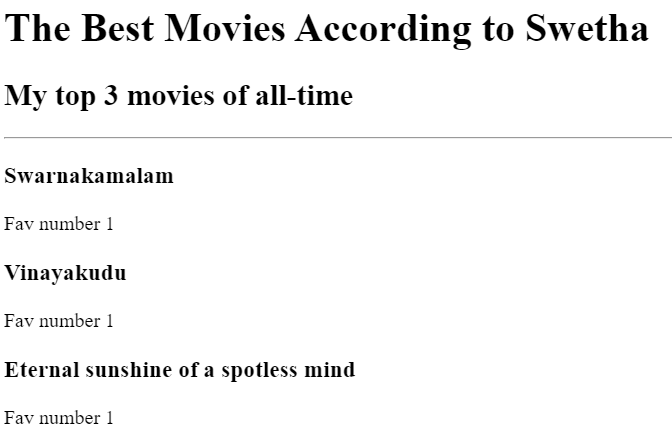 The Best Movies According to Swetha
My top 3 movies of all-time
Swarnakamalam
Fav number 1
Vinayakudu
Fav number 1
Eternal sunshine of a spotless mind
Fav number 1